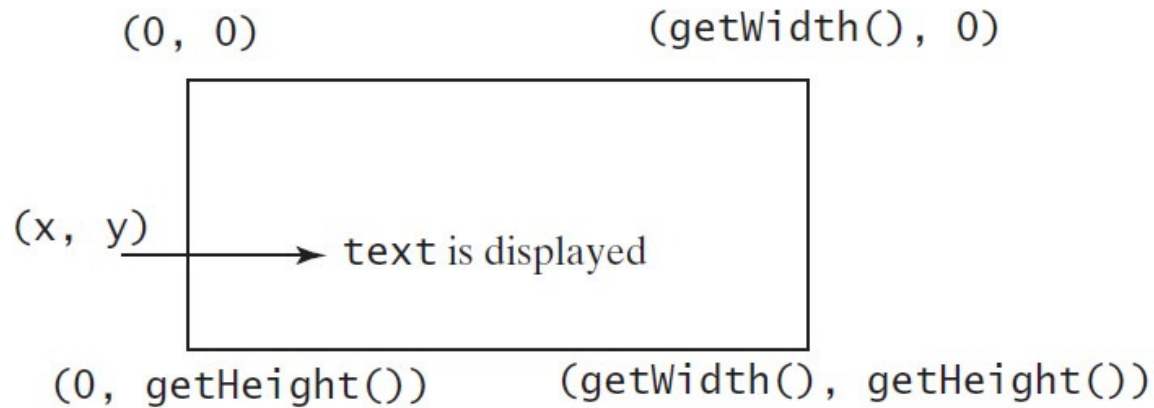 (0, 0) (getWidth(), 0)
(x, y)
text is displayed
(0, getHeight()) (getWidth(), getHeight())